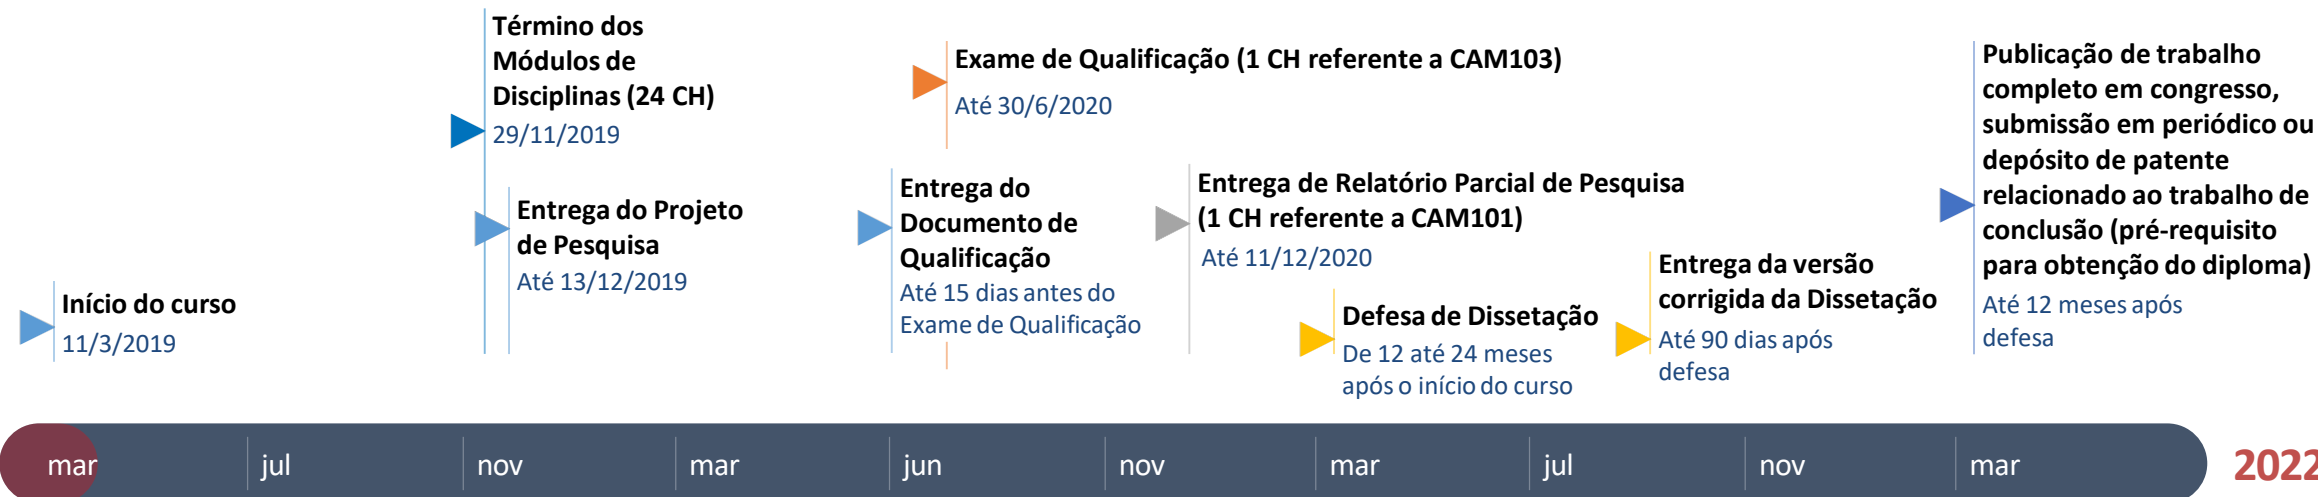 Início do curso
11/3/2019
Término dos
Módulos de
Disciplinas (24 CH)
29/11/2019
Entrega do Projeto
de Pesquisa
Até 13/12/2019
Exame de Qualificação (1 CH referente a CAM103)
Até 30/6/2020
Entrega do
Documento de
Qualificação
Até 15 dias antes do
Exame de Qualificação
Entrega de Relatório Parcial de Pesquisa
(1 CH referente a CAM101)
Até 11/12/2020
Defesa de Dissetação
De 12 até 24 meses
após o início do curso
Entrega da versão
corrigida da Dissetação
Até 90 dias após
defesa
Publicação de trabalho
completo em congresso,
submissão em periódico ou
depósito de patente
relacionado ao trabalho de
conclusão (pré-requisito
para obtenção do diploma)
Até 12 meses após
defesa
mar jul nov mar jun nov mar jul nov mar 2022